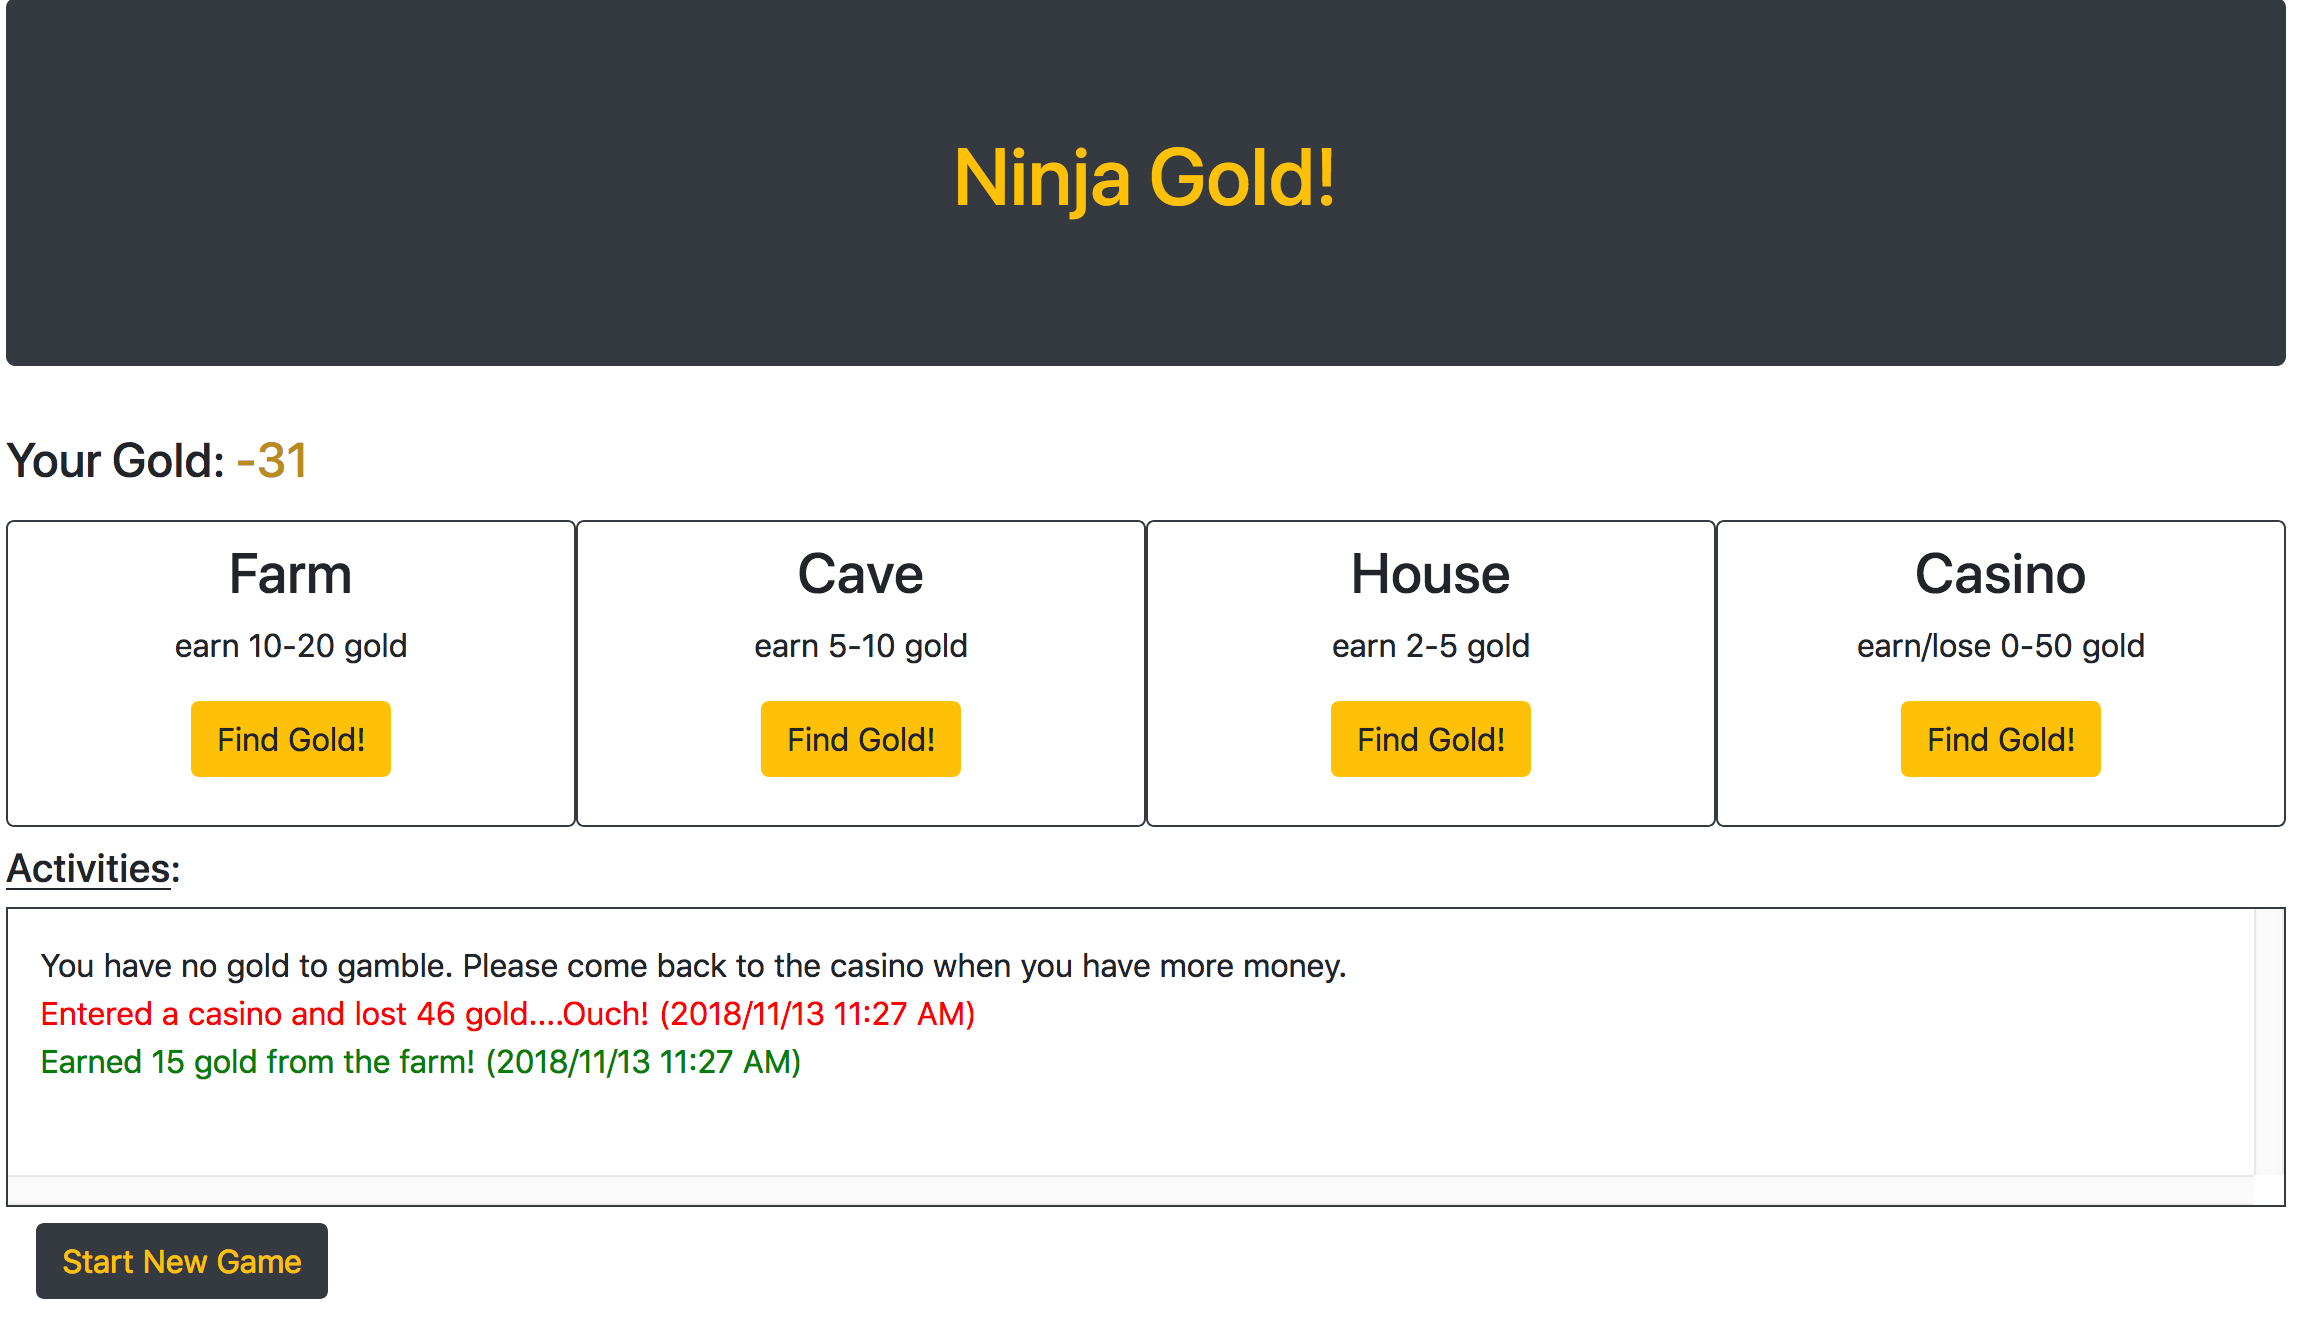 Ninja Gold!
Your Gold: -31
Farm
earn 10-20 gold
Find Gold!
Cave
earn 5-10 gold
Find Gold!
House
earn 2-5 gold
Find Gold!
Casino
earn/lose 0-50 gold
Find Gold!
Activities:
You have no gold to gamble. Please come back to the casino when you have more money.
Entered a casino and lost 46 gold....Ouch! (2018/11/13 11:27 AM)
Earned 15 gold from the farm! (2018/11/13 11:27 AM)
Start New Game